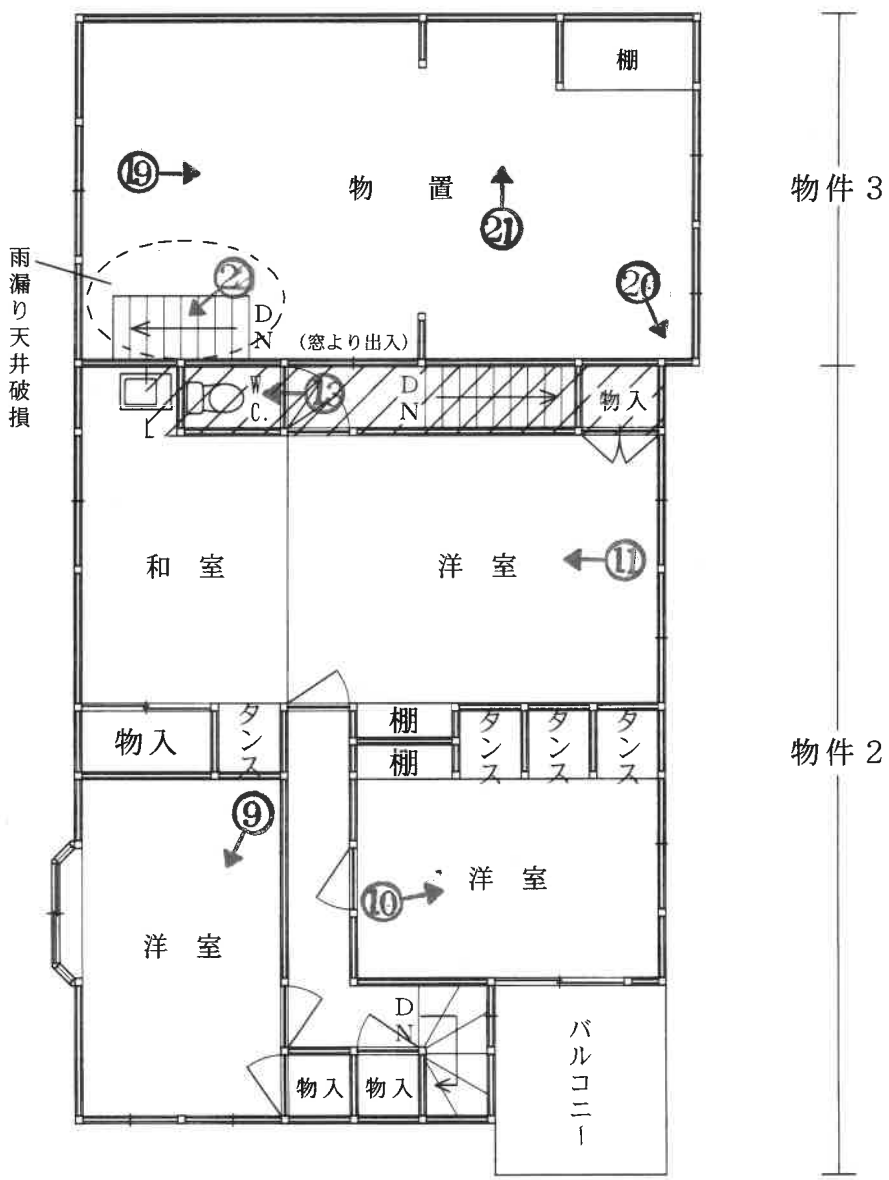 棚
⑲
物置
物件3
㉑
雨漏り天井破損
⑳
DN
(窓より出入)
W.C.
DN
物入
和室
洋室
⑪
物入
タンス
棚
棚
タンス
タンス
タンス
物件2
⑨
⑩
洋室
洋室
DN
バルコニー
物入
物入